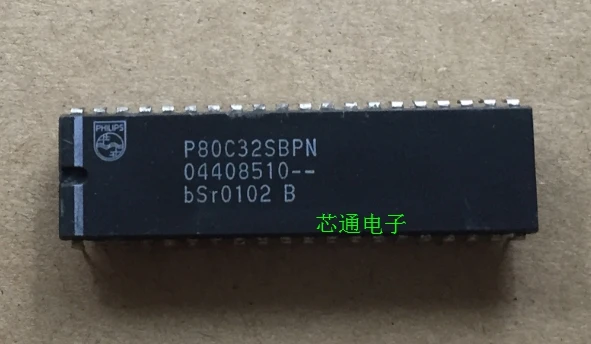 PHILIPS
P80C32SBPN
04408510--
bSr0102 B
芯通电子